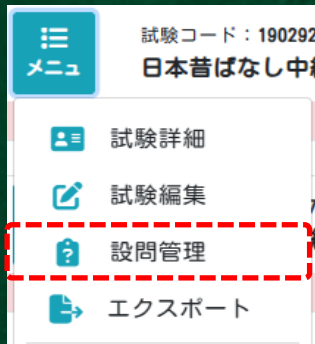 メニュー
試験コード：190292
日本昔ばなし中
試験詳細
試験編集
設問管理
エクスポート